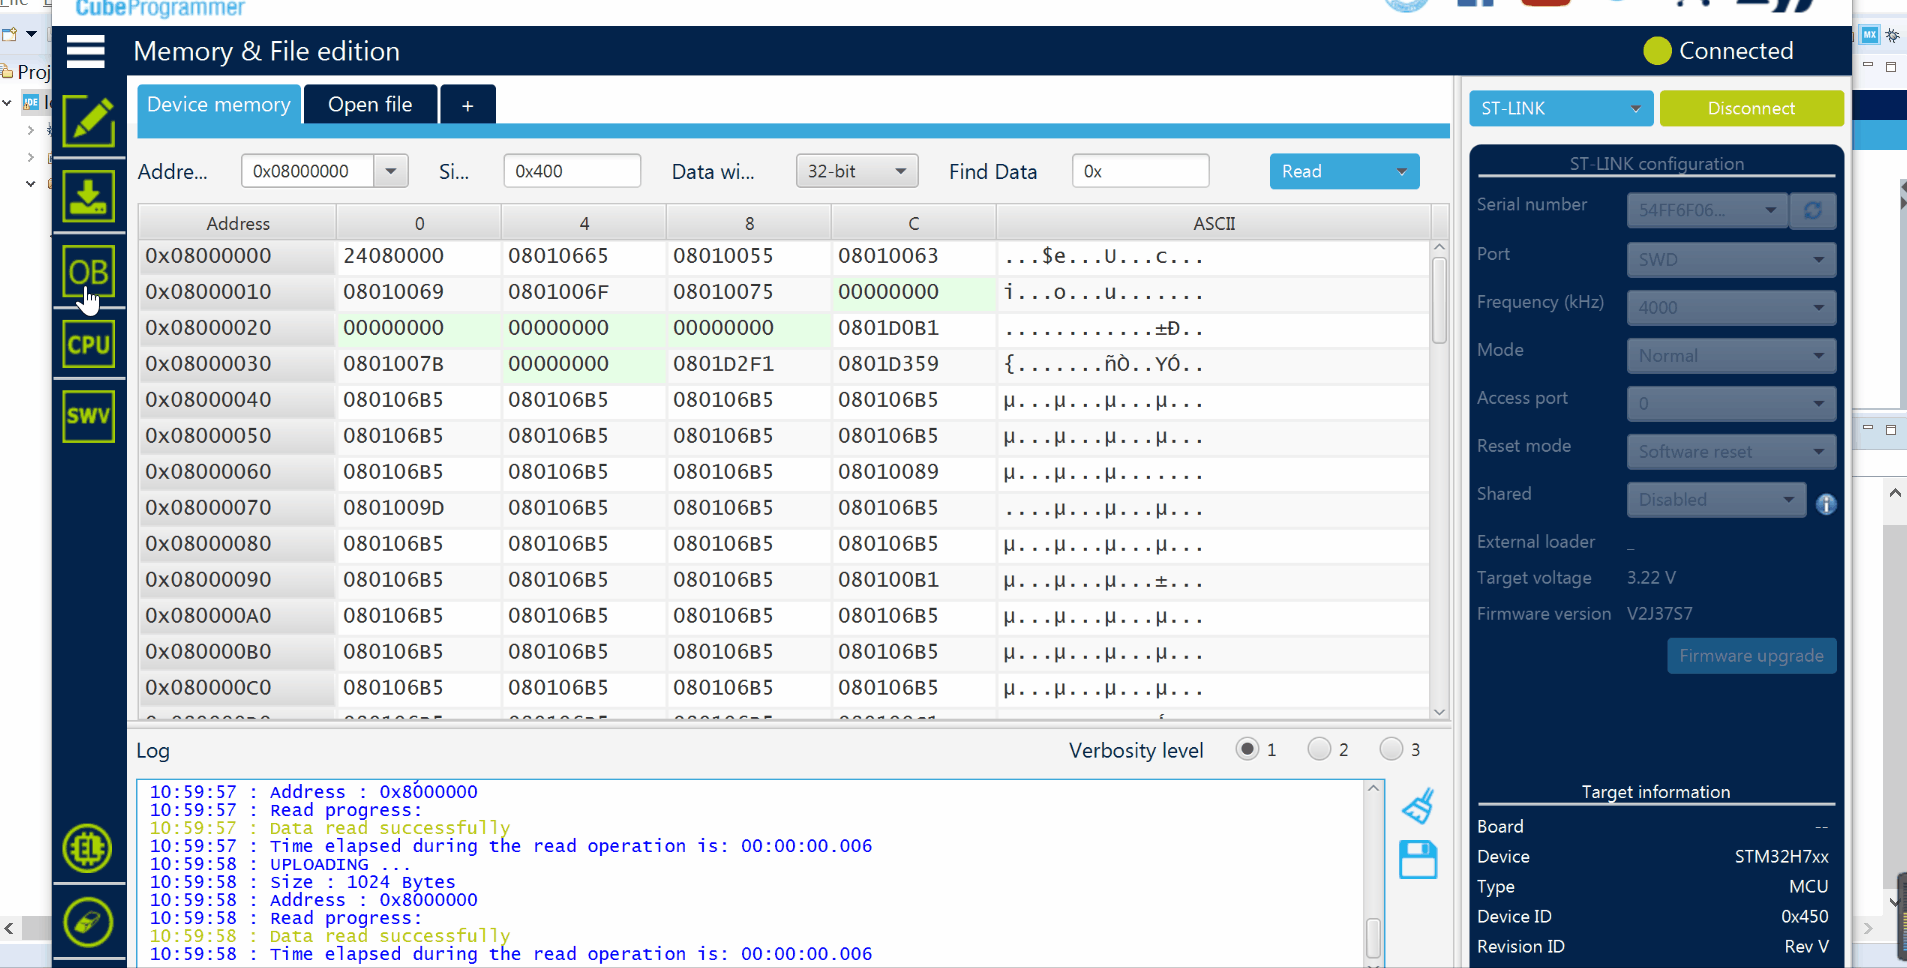 CubeProgrammer
Memory & File edition
Connected
Proj
MX
IDE
Device memory
Open file
+
ST-LINK
Disconnect
Addre...
0x08000000
Si...
0x400
Data wi...
32-bit
Find Data
0x
Read
Address 0 4 8 C ASCII
0x08000000 24080000 08010665 08010055 08010063 ...$e...U...c...
0x08000010 08010069 0801006F 08010075 00000000 i...o...u.......
0x08000020 00000000 00000000 00000000 0801D0B1 ............±Ð..
0x08000030 0801007B 00000000 0801D2F1 0801D359 {.......ñÒ..YÓ..
0x08000040 080106B5 080106B5 080106B5 080106B5 µ...µ...µ...µ...
0x08000050 080106B5 080106B5 080106B5 080106B5 µ...µ...µ...µ...
0x08000060 080106B5 080106B5 080106B5 08010089 µ...µ...µ.......
0x08000070 0801009D 080106B5 080106B5 080106B5 ....µ...µ...µ...
0x08000080 080106B5 080106B5 080106B5 080106B5 µ...µ...µ...µ...
0x08000090 080106B5 080106B5 080106B5 080100B1 µ...µ...µ...±...
0x080000A0 080106B5 080106B5 080106B5 080106B5 µ...µ...µ...µ...
0x080000B0 080106B5 080106B5 080106B5 080106B5 µ...µ...µ...µ...
0x080000C0 080106B5 080106B5 080106B5 080106B5 µ...µ...µ...µ...
OB
CPU
SWV
EL
Log
Verbosity level
1
2
3
10:59:57 : Address : 0x8000000
10:59:57 : Read progress:
10:59:57 : Data read successfully
10:59:57 : Time elapsed during the read operation is: 00:00:00.006
10:59:58 : UPLOADING ...
10:59:58 : Size : 1024 Bytes
10:59:58 : Address : 0x8000000
10:59:58 : Read progress:
10:59:58 : Data read successfully
10:59:58 : Time elapsed during the read operation is: 00:00:00.006
ST-LINK configuration
Serial number 54FF6F06...
Port SWD
Frequency (kHz) 4000
Mode Normal
Access port 0
Reset mode Software reset
Shared Disabled
External loader _
Target voltage 3.22 V
Firmware version V2J37S7
Firmware upgrade
Target information
Board --
Device STM32H7xx
Type MCU
Device ID 0x450
Revision ID Rev V